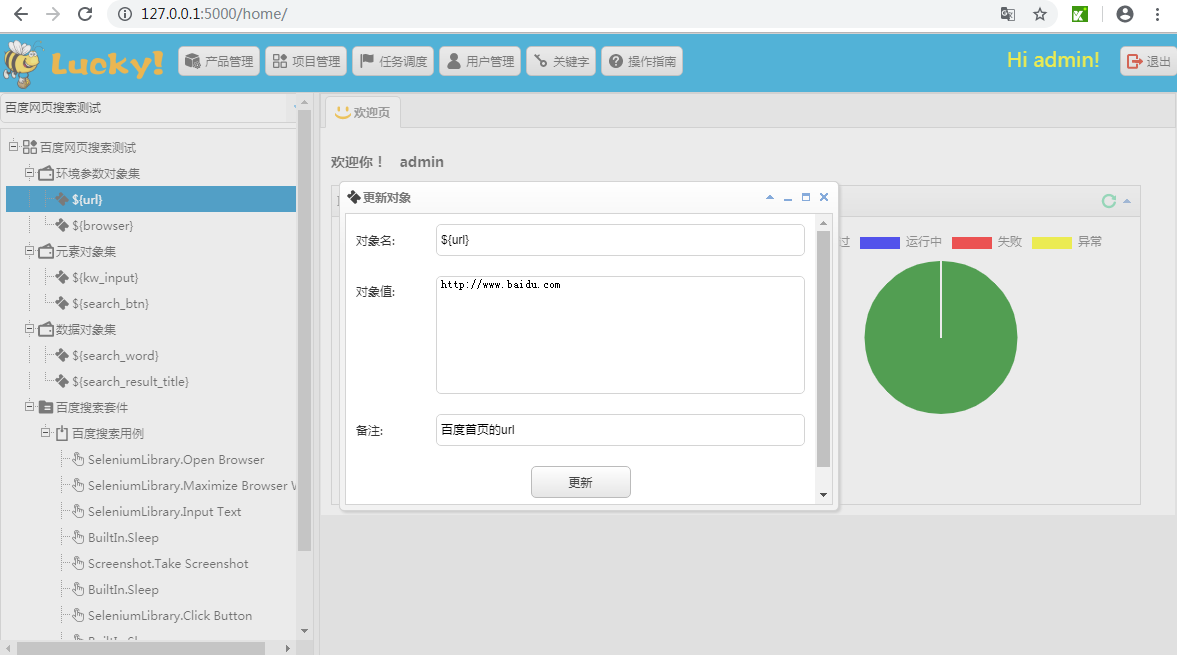 127.0.0.1:5000/home/
Lucky!
产品管理
项目管理
任务调度
用户管理
关键字
操作指南
Hi admin!
退出
百度网页搜索测试
百度网页搜索测试
环境参数对象集
${url}
${browser}
元素对象集
${kw_input}
${search_btn}
数据对象集
${search_word}
${search_result_title}
百度搜索套件
百度搜索用例
SeleniumLibrary.Open Browser
SeleniumLibrary.Maximize Browser
SeleniumLibrary.Input Text
BuiltIn.Sleep
Screenshot.Take Screenshot
BuiltIn.Sleep
SeleniumLibrary.Click Button
欢迎页
欢迎你！ admin
过
运行中
失败
异常
更新对象
对象名:
${url}
对象值:
http://www.baidu.com
备注:
百度首页的url
更新